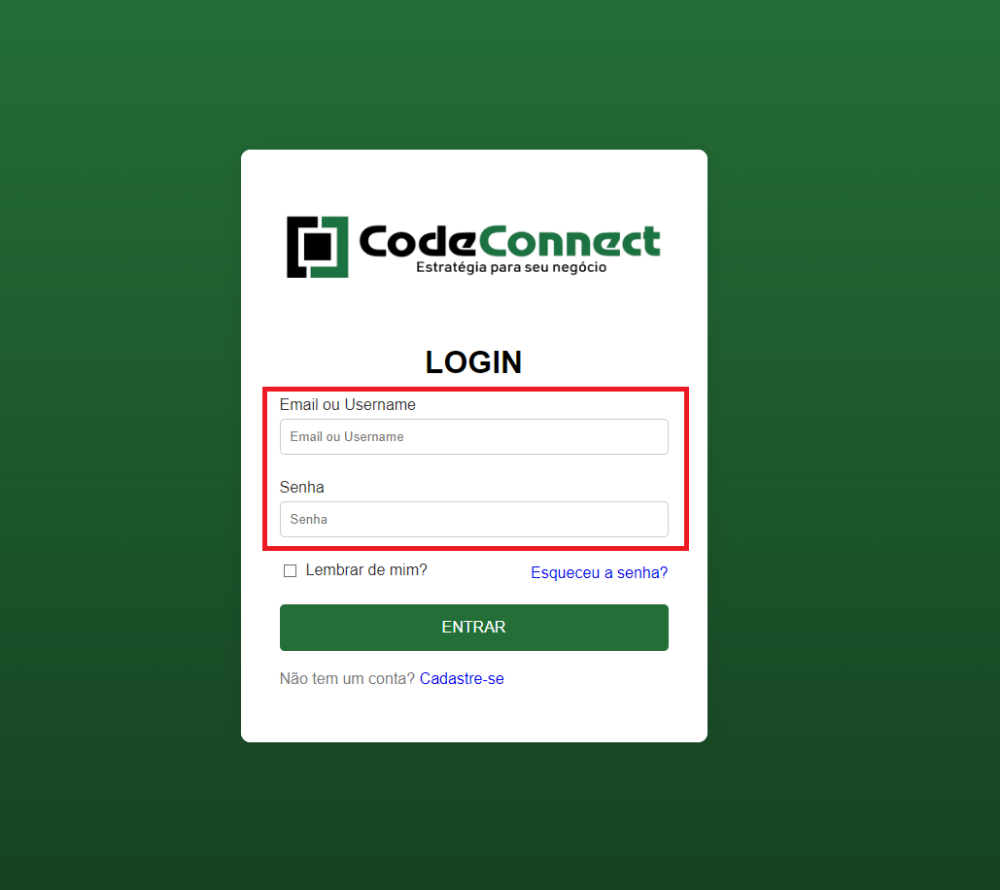 CodeConnect
Estratégia para seu negócio
LOGIN
Email ou Username
Email ou Username
Senha
Senha
Lembrar de mim?
Esqueceu a senha?
ENTRAR
Não tem um conta? Cadastre-se